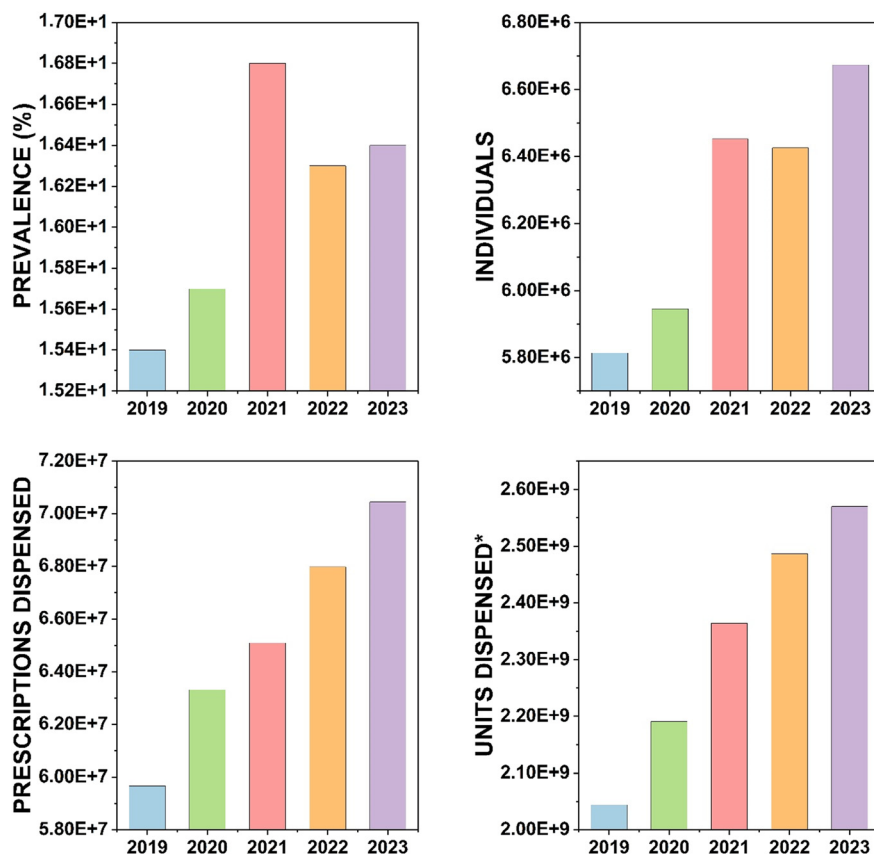 PREVALENCE (%)
1.70E+1
1.68E+1
1.66E+1
1.64E+1
1.62E+1
1.60E+1
1.58E+1
1.56E+1
1.54E+1
1.52E+1
2019 2020 2021 2022 2023
INDIVIDUALS
6.80E+6
6.60E+6
6.40E+6
6.20E+6
6.00E+6
5.80E+6
2019 2020 2021 2022 2023
PRESCRIPTIONS DISPENSED
7.20E+7
7.00E+7
6.80E+7
6.60E+7
6.40E+7
6.20E+7
6.00E+7
5.80E+7
2019 2020 2021 2022 2023
UNITS DISPENSED*
2.60E+9
2.50E+9
2.40E+9
2.30E+9
2.20E+9
2.10E+9
2.00E+9
2019 2020 2021 2022 2023